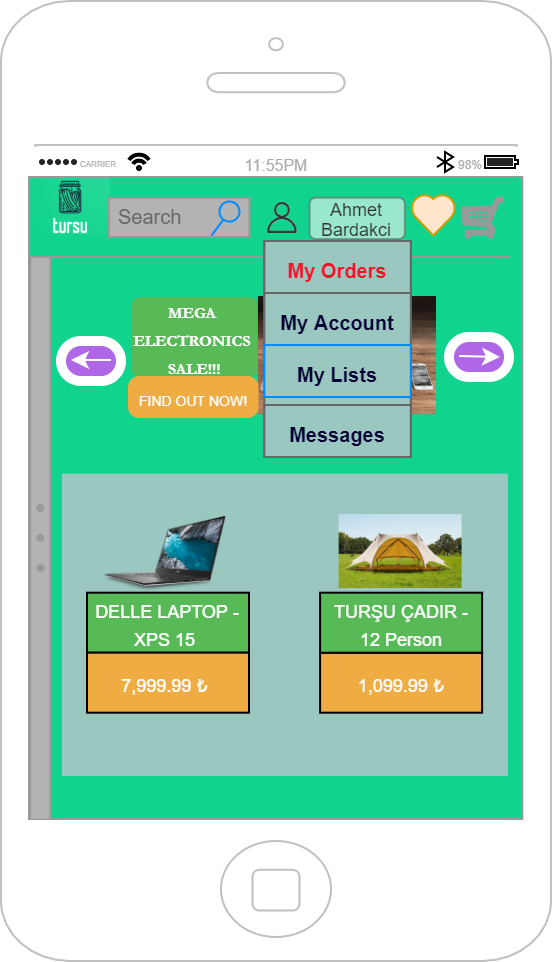 CARRIER
11:55PM
98%
tursu
Search
Ahmet
Bardakci
My Orders
My Account
My Lists
Messages
MEGA
ELECTRONICS
SALE!!!
FIND OUT NOW!
DELLE LAPTOP -
XPS 15
7,999.99 ₺
TURŞU ÇADIR -
12 Person
1,099.99 ₺